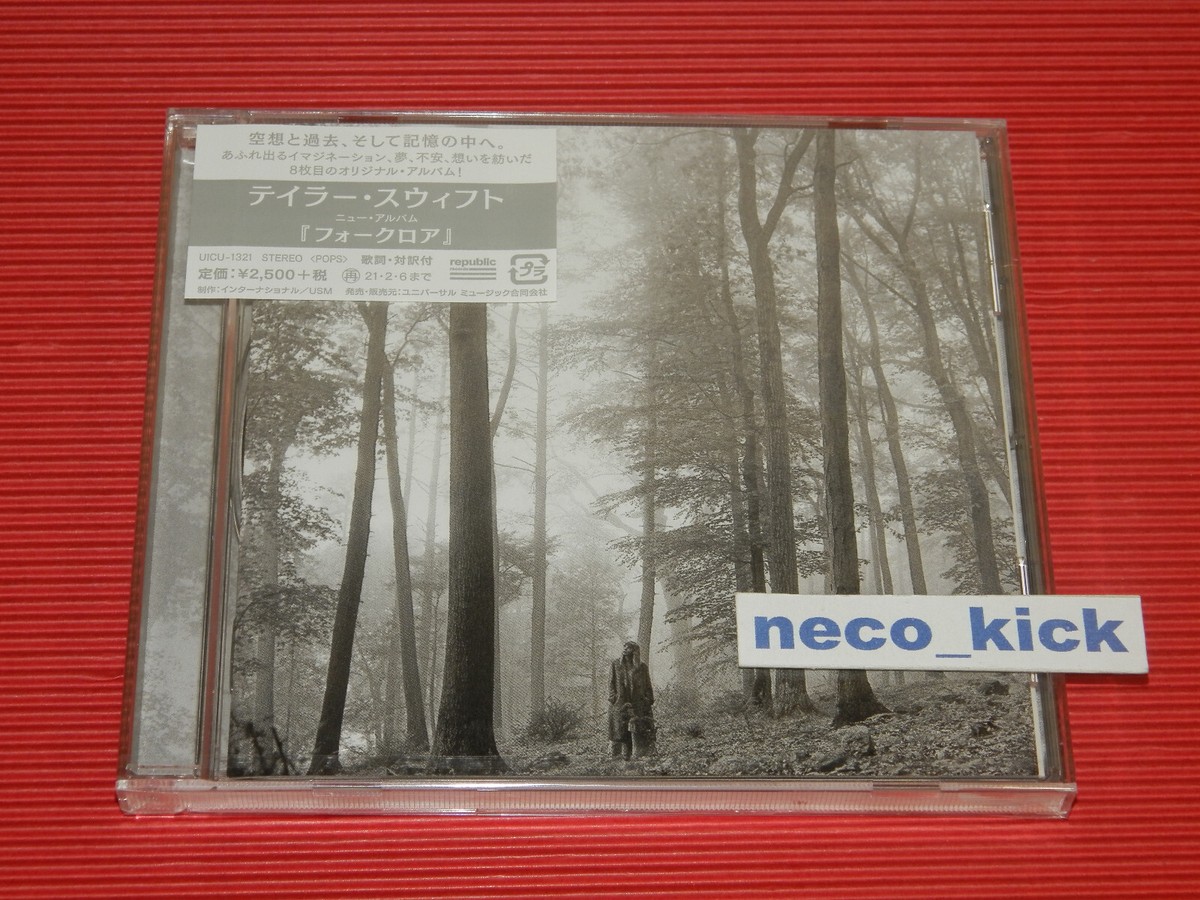 空想と過去、そして記憶の中へ。
あふれ出るイマジネーション、夢、不安、想いを紡いだ
8枚目のオリジナル・アルバム!
テイラー・スウィフト
ニュー・アルバム
『フォークロア』
UICU-1321 STEREO <POPS> 歌詞・対訳付
定価:¥2,500+税 再 21・2・6まで
republic
プラ
制作:インターナショナル/USM 発売・販売元:ユニバーサル ミュージック合同会社
neco_kick